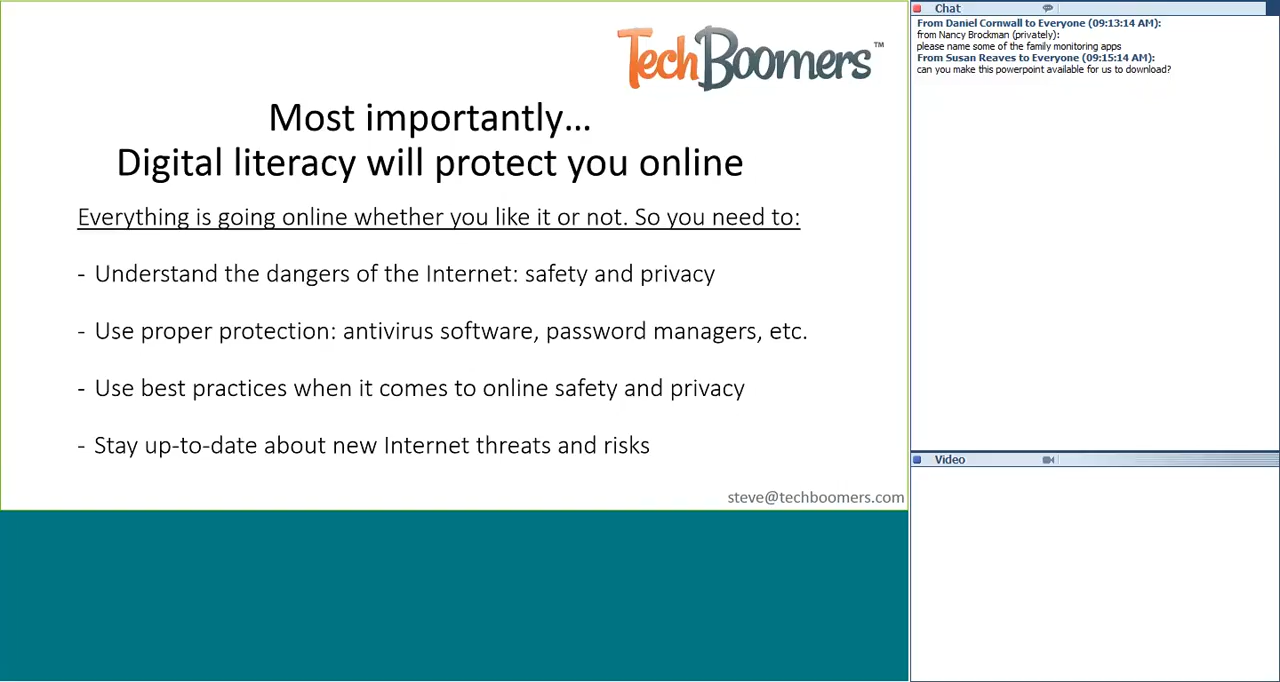 TechBoomers™
Most importantly…
Digital literacy will protect you online
Everything is going online whether you like it or not. So you need to:
- Understand the dangers of the Internet: safety and privacy
- Use proper protection: antivirus software, password managers, etc.
- Use best practices when it comes to online safety and privacy
- Stay up-to-date about new Internet threats and risks
steve@techboomers.com
Chat
From Daniel Cornwall to Everyone (09:13:14 AM):
from Nancy Brockman (privately):
please name some of the family monitoring apps
From Susan Reaves to Everyone (09:15:14 AM):
can you make this powerpoint available for us to download?
Video